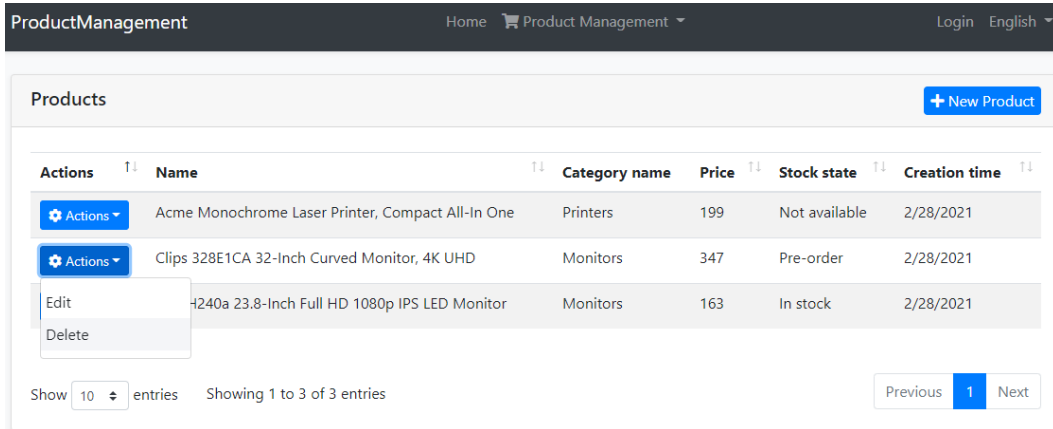 ProductManagement Home Product Management Login English
Products
New Product
Actions Name Category name Price Stock state Creation time
Actions Acme Monochrome Laser Printer, Compact All-In One Printers 199 Not available 2/28/2021
Actions Clips 328E1CA 32-Inch Curved Monitor, 4K UHD Monitors 347 Pre-order 2/28/2021
Edit
H240a 23.8-Inch Full HD 1080p IPS LED Monitor Monitors 163 In stock 2/28/2021
Delete
Show 10 entries Showing 1 to 3 of 3 entries Previous 1 Next